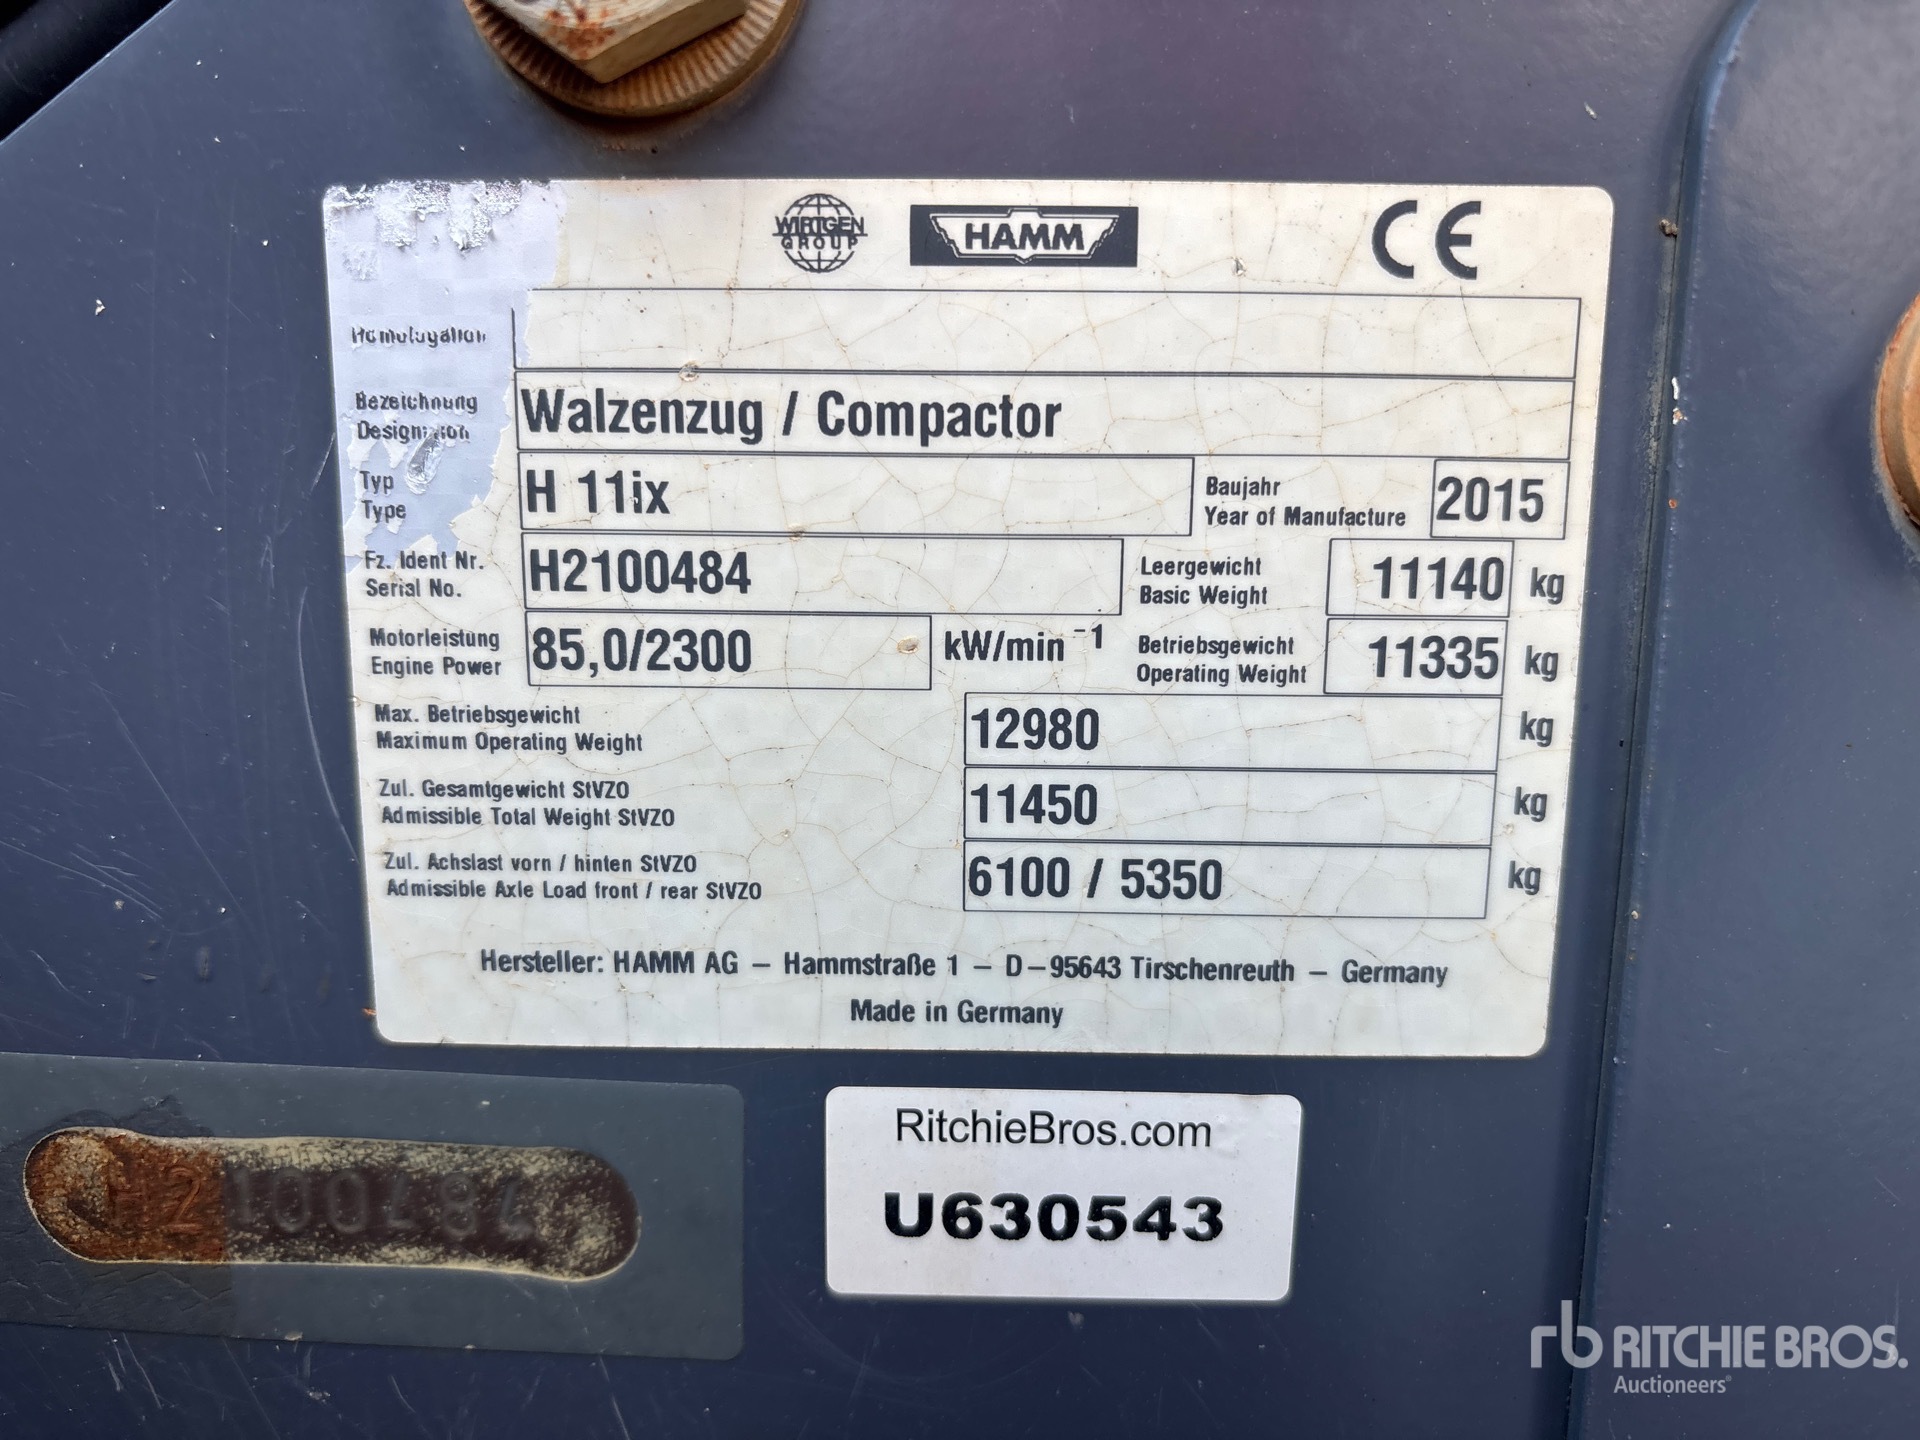 WIRTGEN
GROUP
HAMM
CE
Homologation
Bezeichnung
Designation
Walzenzug / Compactor
Typ
Type
H 11ix
Baujahr
Year of Manufacture
2015
Fz. Ident Nr.
Serial No.
H2100484
Leergewicht
Basic Weight
11140 kg
Motorleistung
Engine Power
85,0/2300 kW/min⁻¹
Betriebsgewicht
Operating Weight
11335 kg
Max. Betriebsgewicht
Maximum Operating Weight
12980 kg
Zul. Gesamtgewicht StVZO
Admissible Total Weight StVZO
11450 kg
Zul. Achslast vorn / hinten StVZO
Admissible Axle Load front / rear StVZO
6100 / 5350 kg
Hersteller: HAMM AG – Hammstraße 1 – D–95643 Tirschenreuth – Germany
Made in Germany
H2100484
RitchieBros.com
U630543
rb RITCHIE BROS.
Auctioneers®